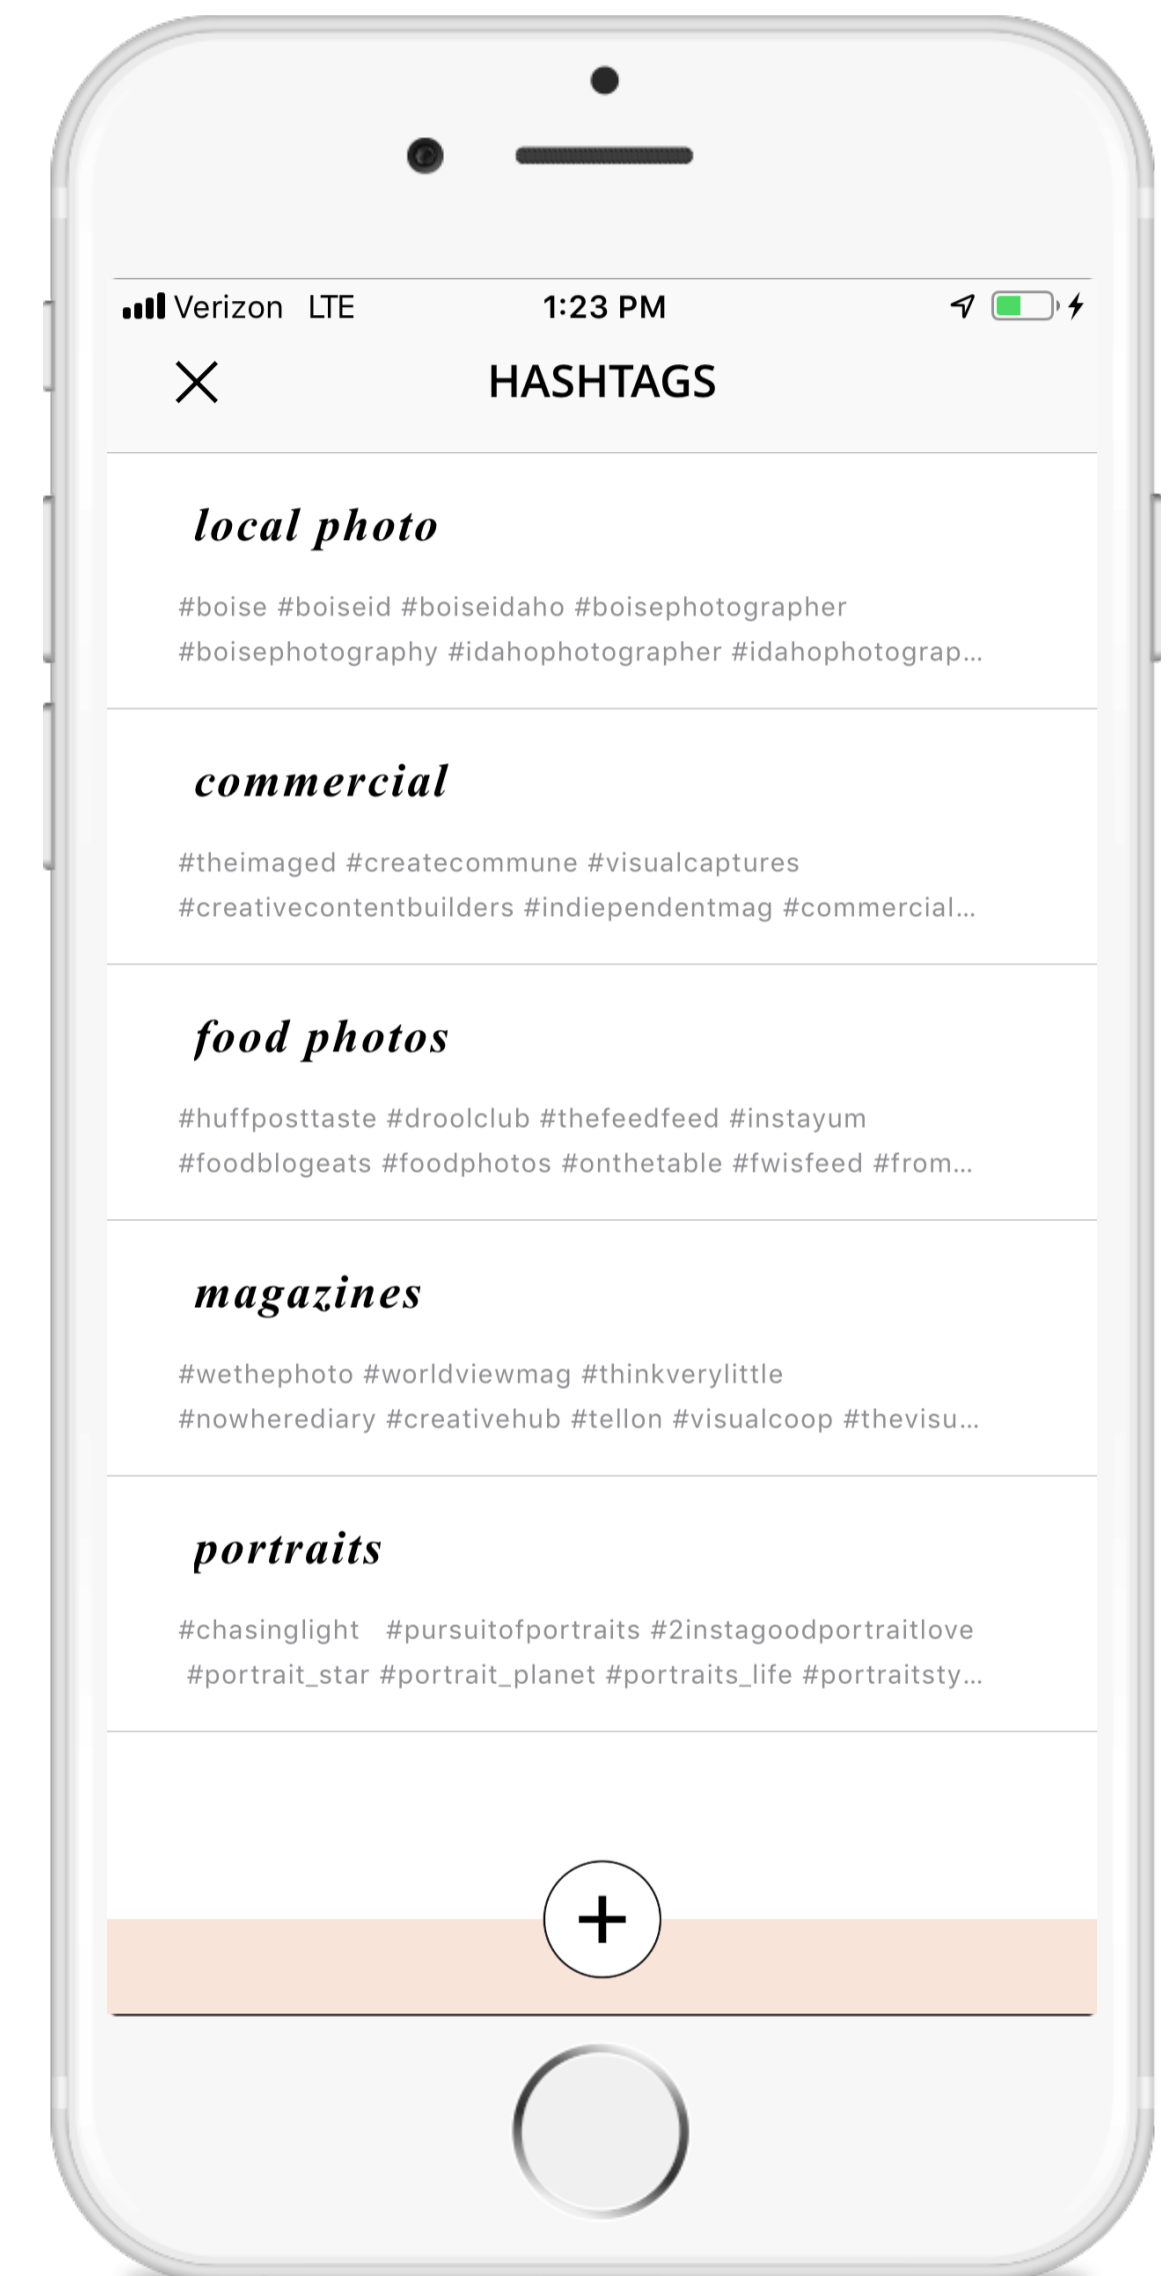 Verizon LTE 1:23 PM
HASHTAGS
local photo
#boise #boiseid #boiseidaho #boisephotographer
#boisephotography #idahophotographer #idahophotograp...
commercial
#theimaged #createcommune #visualcaptures
#creativecontentbuilders #indiependentmag #commercial...
food photos
#huffposttaste #droolclub #thefeedfeed #instayum
#foodblogeats #foodphotos #onthetable #fwisfeed #from...
magazines
#wethephoto #worldviewmag #thinkverylittle
#nowherediary #creativehub #tellon #visualcoop #thevisu...
portraits
#chasinglight #pursuitofportraits #2instagoodportraitlove
#portrait_star #portrait_planet #portraits_life #portraitsty...